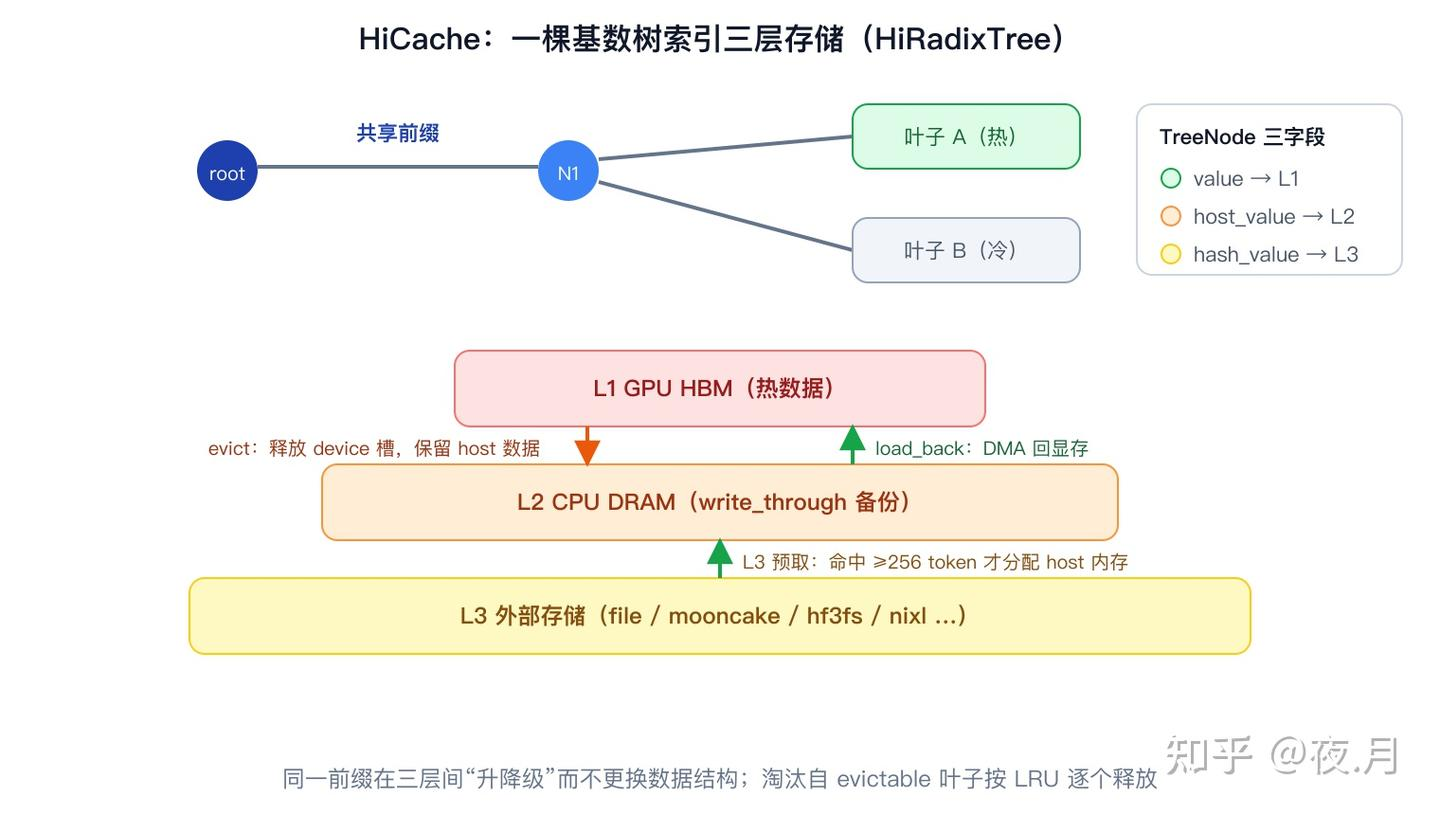 HiCache：一棵基数树索引三层存储（HiRadixTree）
共享前缀
root
N1
叶子 A（热）
叶子 B（冷）
TreeNode 三字段
value → L1
host_value → L2
hash_value → L3
L1 GPU HBM（热数据）
evict：释放 device 槽，保留 host 数据
load_back：DMA 回显存
L2 CPU DRAM（write_through 备份）
L3 预取：命中 ≥256 token 才分配 host 内存
L3 外部存储（file / mooncake / hf3fs / nixl …）
同一前缀在三层间“升降级”而不更换数据结构；淘汰自 evictable 叶子按 LRU 逐个释放
知乎 @夜.月